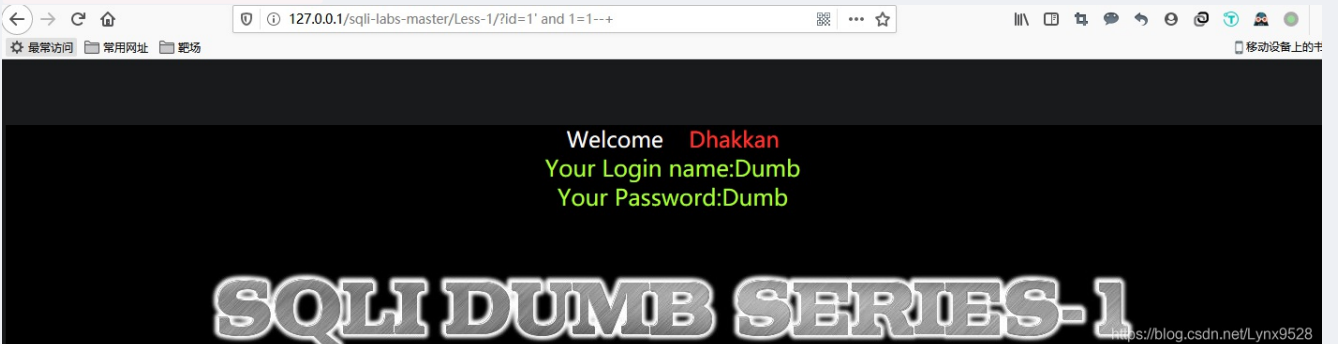 127.0.0.1/sqli-labs-master/Less-1/?id=1' and 1=1--+
最常访问 常用网址 靶场 移动设备上的书
Welcome Dhakkan
Your Login name:Dumb
Your Password:Dumb
SQLI DUMB SERIES-1
https://blog.csdn.net/Lynx9528